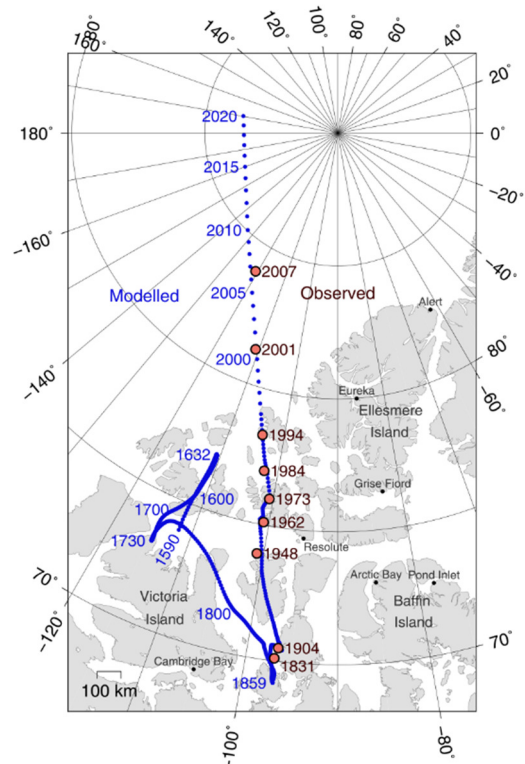 160˚
140˚
120˚
100˚
80˚
60˚
40˚
20˚
180˚
0˚
−20˚
−160˚
−40˚
−140˚
80˚
−60˚
70˚
−120˚
70˚
−100˚
−80˚
2020
2015
2010
2007
Modelled
2005
Observed
Alert
2001
2000
Eureka
Ellesmere
Island
1994
1632
1984
Grise Fiord
1973
1600
1700
1962
1730
1590
Resolute
1948
Arctic Bay
Pond Inlet
Victoria
Island
1800
Baffin
Island
1904
1831
Cambridge Bay
1859
100 km